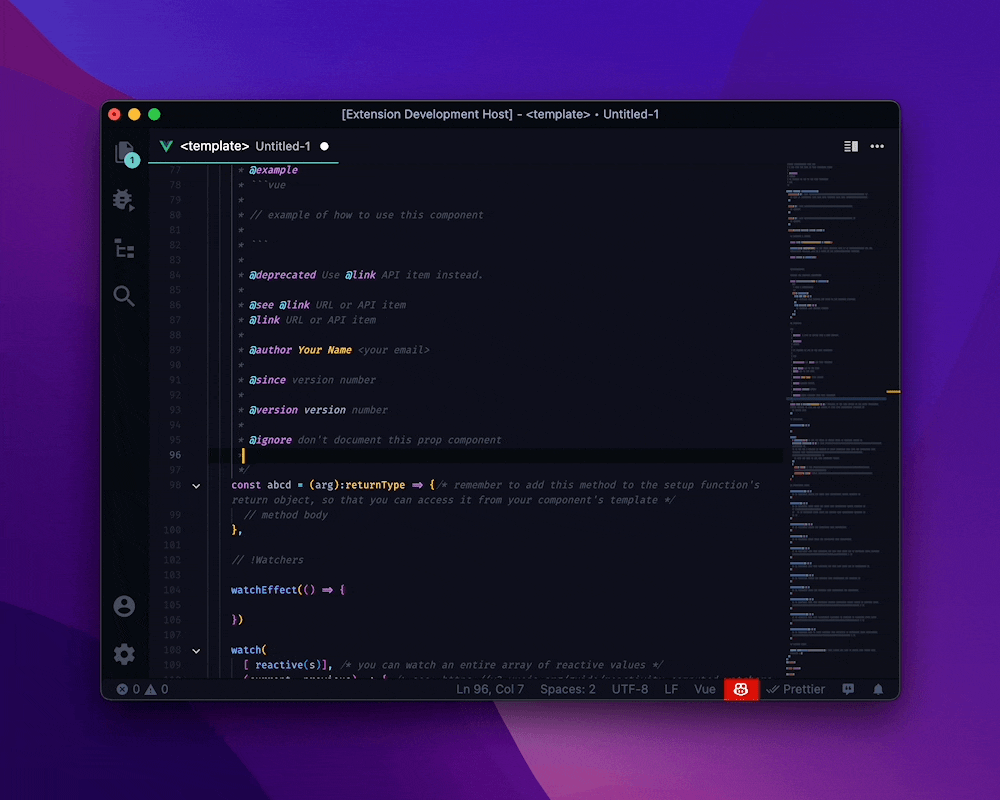 [Extension Development Host] - <template> • Untitled-1
1
<template> Untitled-1 ●
77 * @example
78 * ```vue
79 *
80 * // example of how to use this component
81 *
82 * ```
83 *
84 * @deprecated Use @link API item instead.
85 *
86 * @see @link URL or API item
87 * @link URL or API item
88 *
89 * @author Your Name <your email>
90 *
91 * @since version number
92 *
93 * @version version number
94 *
95 * @ignore don't document this prop component
96 *
97 */
98 const abcd = (arg):returnType => {/* remember to add this method to the setup function's
return object, so that you can access it from your component's template */
99 // method body
100 },
101
102 // !Watchers
103
104 watchEffect(() => {
105
106 })
107
108 watch(
109 [ reactive(s)], /* you can watch an entire array of reactive values */
0 0 Ln 96, Col 7 Spaces: 2 UTF-8 LF Vue Prettier